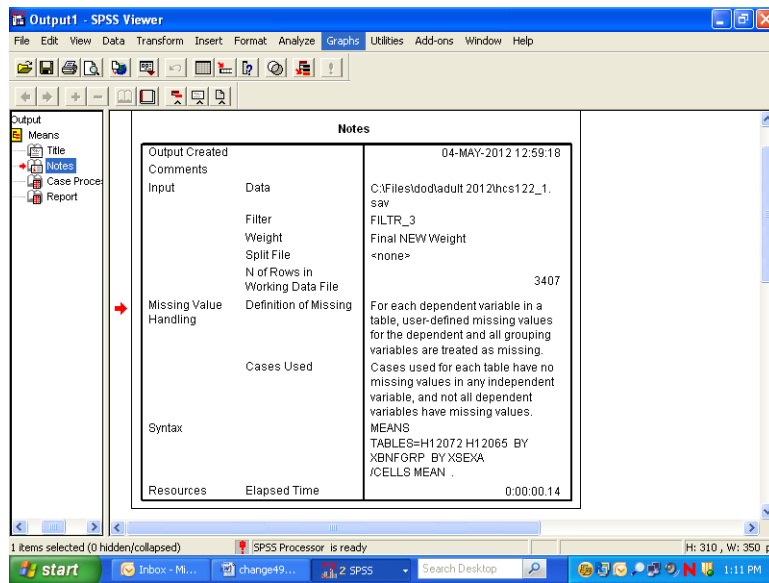 Output1 - SPSS Viewer
File Edit View Data Transform Insert Format Analyze Graphs Utilities Add-ons Window Help
Output
Means
Title
Notes
Case Proce
Report
Notes
Output Created 04-MAY-2012 12:59:18
Comments
Input Data C:\Files\dod\adult 2012\hcs122_1.
sav
Filter FILTR_3
Weight Final NEW Weight
Split File <none>
N of Rows in
Working Data File 3407
Missing Value Definition of Missing For each dependent variable in a
Handling table, user-defined missing values
for the dependent and all grouping
variables are treated as missing.
Cases Used Cases used for each table have no
missing values in any independent
variable, and not all dependent
variables have missing values.
Syntax MEANS
TABLES=H12072 H12065 BY
XBNFGRP BY XSEXA
/CELLS MEAN .
Resources Elapsed Time 0:00:00.14
1 items selected (0 hidden/collapsed) SPSS Processor is ready H: 310 , W: 350 p
start Inbox - Mi... change49... 2 SPSS Search Desktop N 1:11 PM